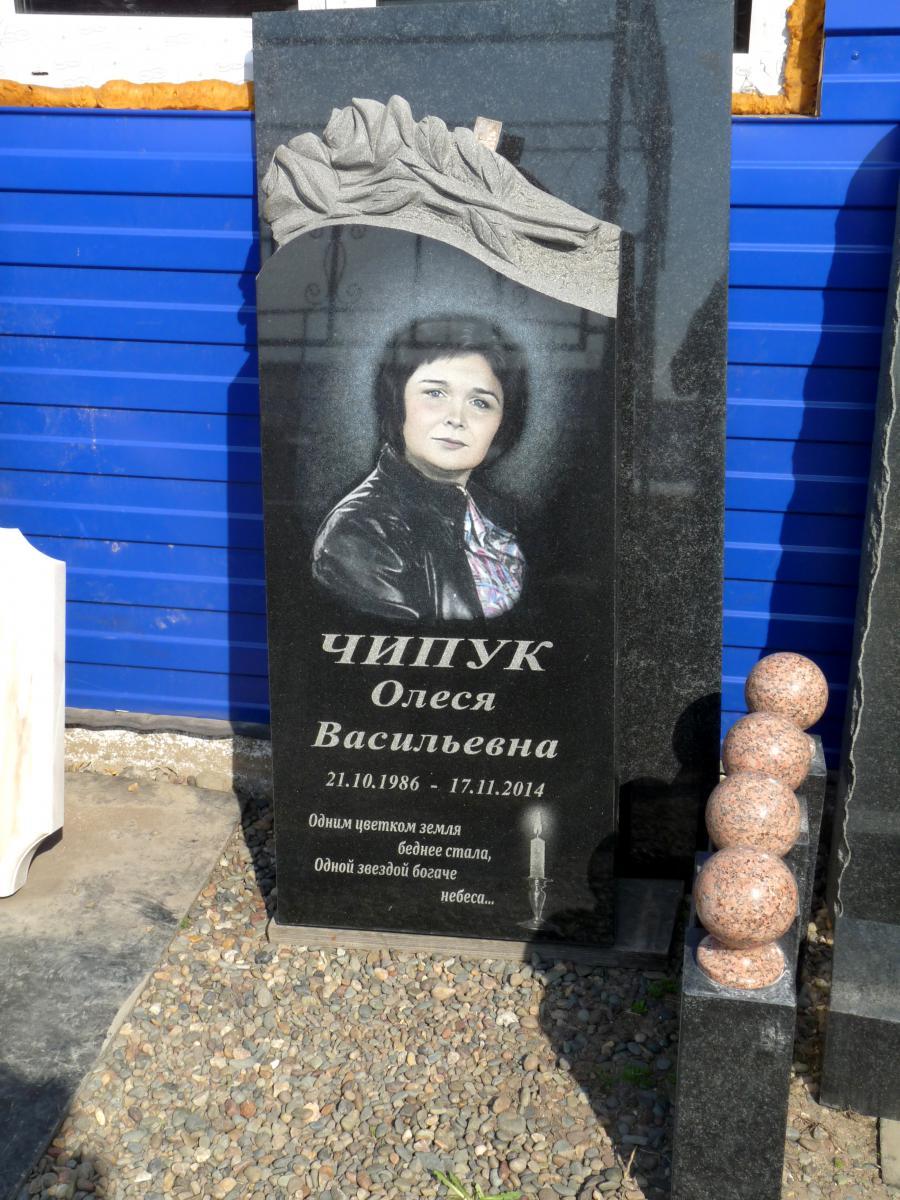 ЧИПУК
Олеся
Васильевна
21.10.1986 - 17.11.2014
Одним цветком земля
беднее стала,
Одной звездой богаче
небеса...